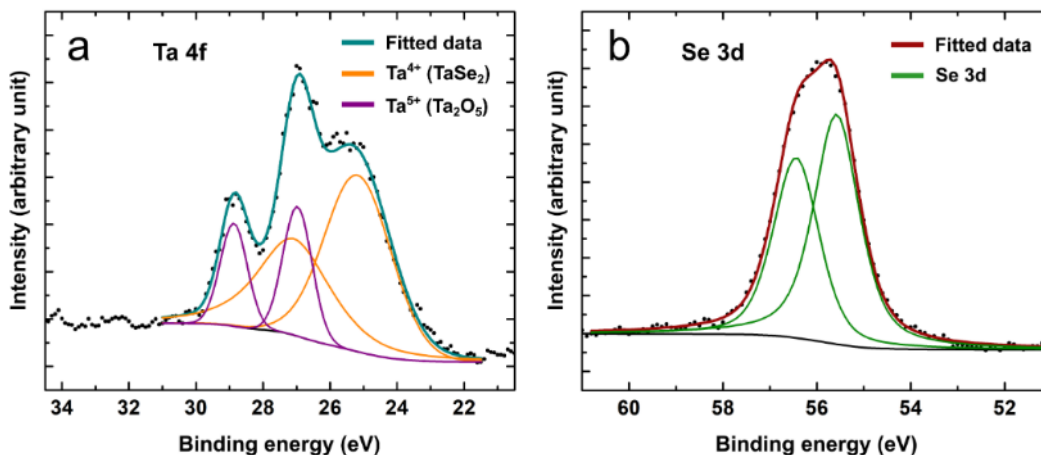 a
Ta 4f
Fitted data
Ta⁴⁺ (TaSe₂)
Ta⁵⁺ (Ta₂O₅)
Intensity (arbitrary unit)
34 32 30 28 26 24 22
Binding energy (eV)
b
Se 3d
Fitted data
Se 3d
Intensity (arbitrary unit)
60 58 56 54 52
Binding energy (eV)